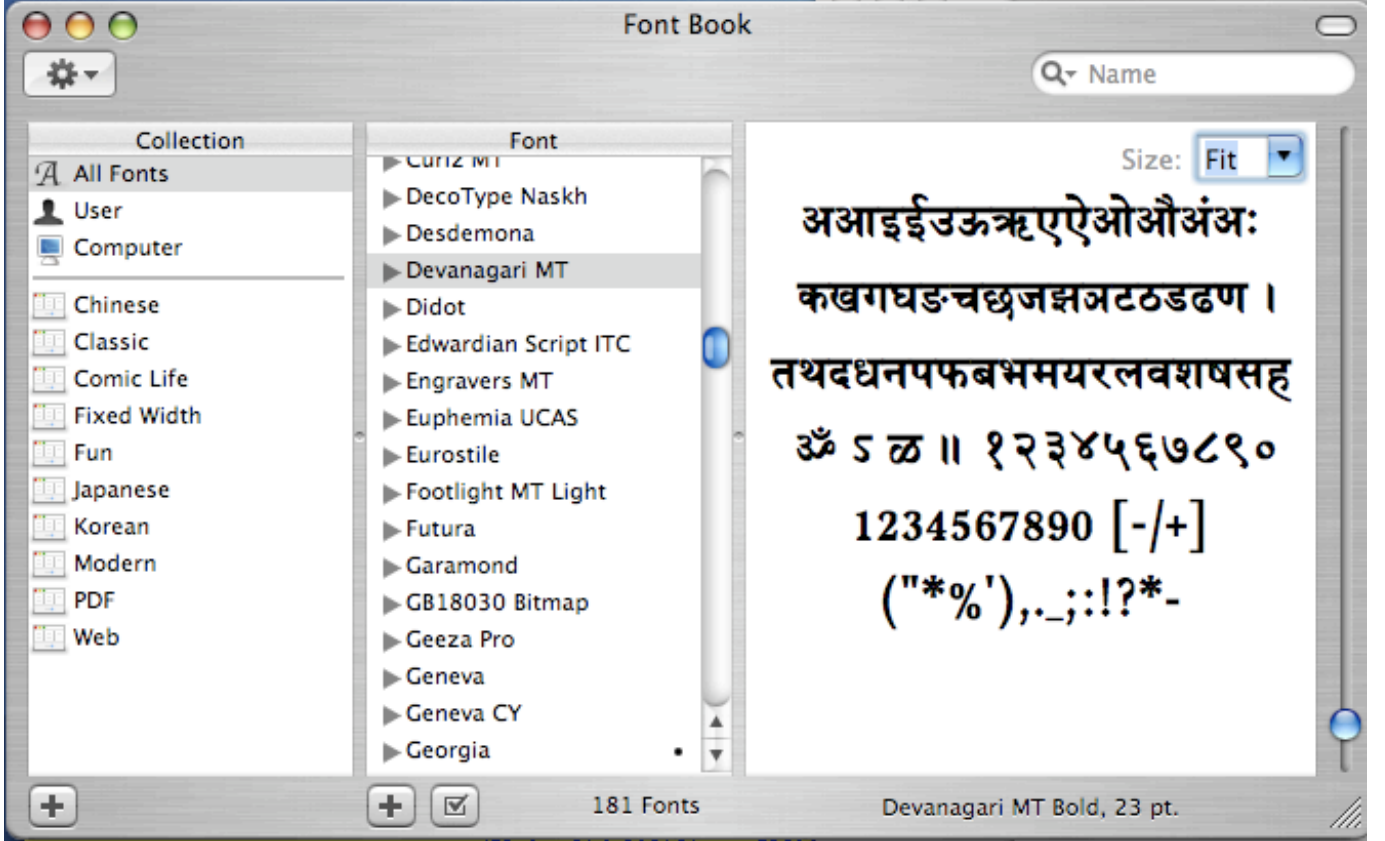 Font Book
Name
Collection
All Fonts
User
Computer
Chinese
Classic
Comic Life
Fixed Width
Fun
Japanese
Korean
Modern
PDF
Web
Font
Curlz MT
DecoType Naskh
Desdemona
Devanagari MT
Didot
Edwardian Script ITC
Engravers MT
Euphemia UCAS
Eurostile
Footlight MT Light
Futura
Garamond
GB18030 Bitmap
Geeza Pro
Geneva
Geneva CY
Georgia •
181 Fonts
Size: Fit
अआइईउऊऋएऐओऔअंअः
कखगघङचछजझञटठडढण ।
तथदधनपफबभमयरलवशषसह
ॐ ऽ ळ ॥ १२३४५६७८९०
1234567890 [-/+]
("*%'),._;:!?*-
Devanagari MT Bold, 23 pt.